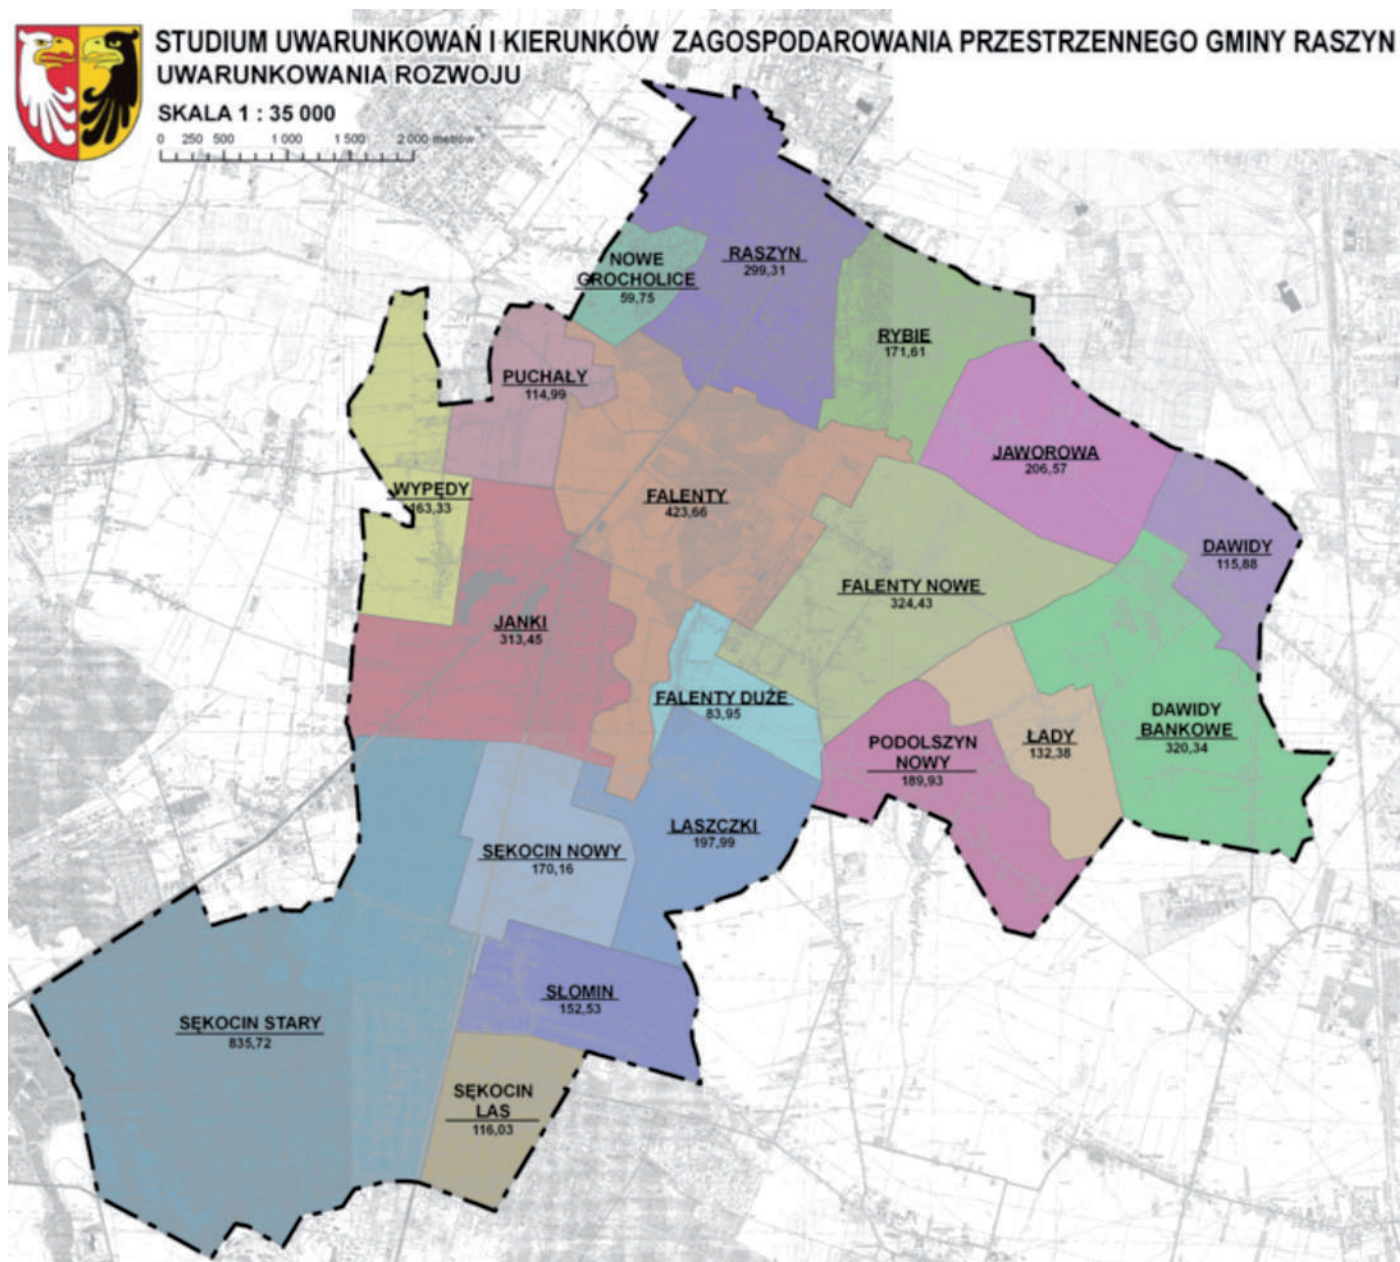 STUDIUM UWARUNKOWAŃ I KIERUNKÓW ZAGOSPODAROWANIA PRZESTRZENNEGO GMINY RASZYN
UWARUNKOWANIA ROZWOJU
SKALA 1 : 35 000
0 250 500 1 000 1 500 2 000 metrów
NOWE
GROCHOLICE
59,75
RASZYN
299,31
RYBIE
171,61
PUCHAŁY
114,99
JAWOROWA
206,57
WYPĘDY
163,33
FALENTY
423,66
DAWIDY
115,88
FALENTY NOWE
324,43
JANKI
313,45
FALENTY DUŻE
83,95
DAWIDY
BANKOWE
320,34
PODOLSZYN
NOWY
189,93
ŁADY
132,38
LASZCZKI
197,99
SĘKOCIN NOWY
170,16
SŁOMIN
152,53
SĘKOCIN STARY
835,72
SĘKOCIN
LAS
116,03